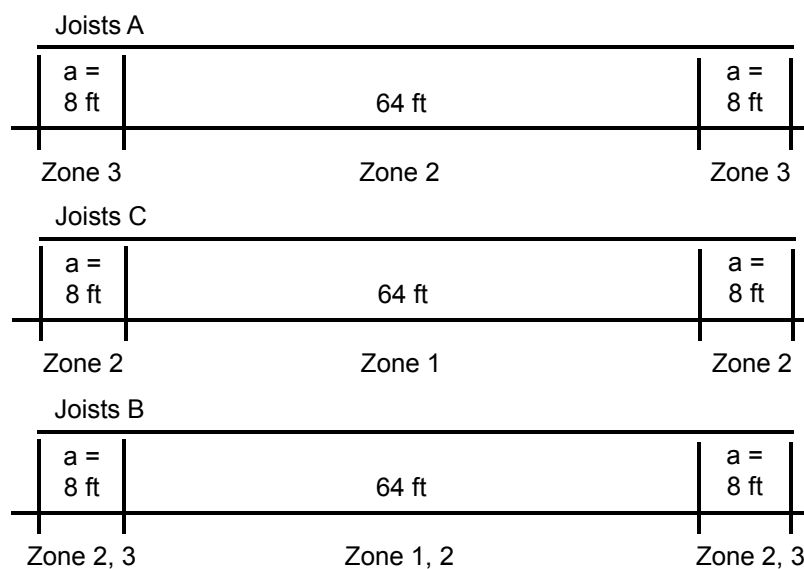 Joists A
a =
8 ft
64 ft
a =
8 ft
Zone 3
Zone 2
Zone 3
Joists C
a =
8 ft
64 ft
a =
8 ft
Zone 2
Zone 1
Zone 2
Joists B
a =
8 ft
64 ft
a =
8 ft
Zone 2, 3
Zone 1, 2
Zone 2, 3